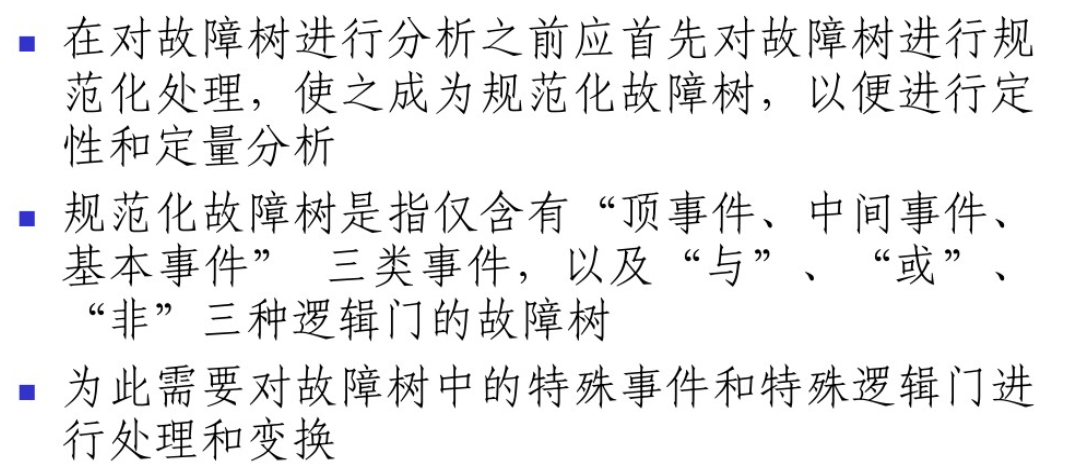 ■ 在对故障树进行分析之前应首先对故障树进行规
范化处理，使之成为规范化故障树，以便进行定
性和定量分析
■ 规范化故障树是指仅含有“顶事件、中间事件、
基本事件” 三类事件，以及“与”、“或”、
“非”三种逻辑门的故障树
■ 为此需要对故障树中的特殊事件和特殊逻辑门进
行处理和变换